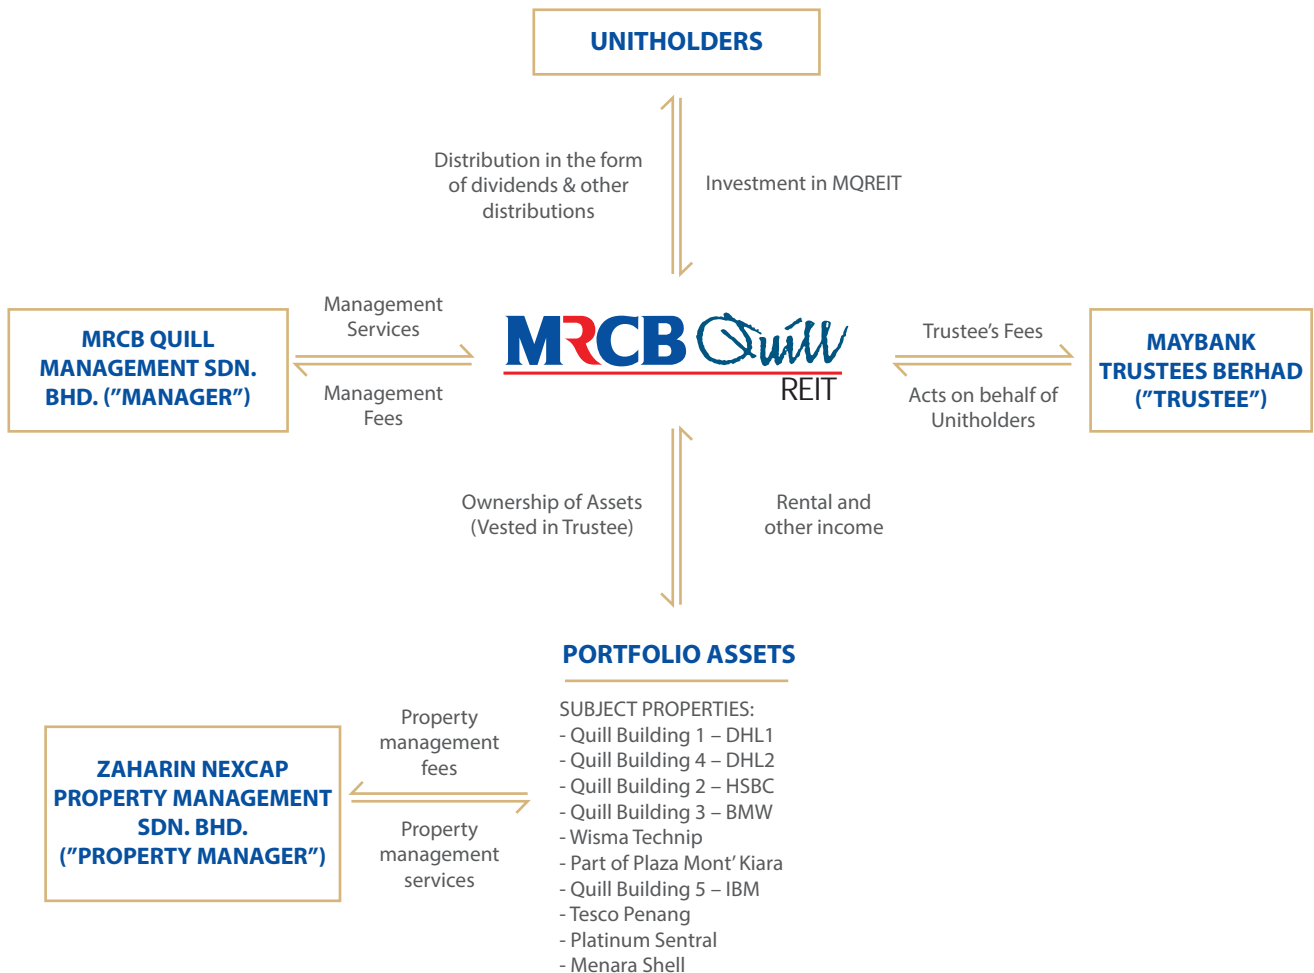 UNITHOLDERS
Distribution in the form
of dividends & other
distributions
Investment in MQREIT
MRCB QUILL
MANAGEMENT SDN.
BHD. (”MANAGER”)
Management
Services
Management
Fees
MRCB Quill
REIT
Trustee’s Fees
Acts on behalf of
Unitholders
MAYBANK
TRUSTEES BERHAD
(”TRUSTEE”)
Ownership of Assets
(Vested in Trustee)
Rental and
other income
PORTFOLIO ASSETS
ZAHARIN NEXCAP
PROPERTY MANAGEMENT
SDN. BHD.
(”PROPERTY MANAGER”)
Property
management
fees
Property
management
services
SUBJECT PROPERTIES:
- Quill Building 1 – DHL1
- Quill Building 4 – DHL2
- Quill Building 2 – HSBC
- Quill Building 3 – BMW
- Wisma Technip
- Part of Plaza Mont’ Kiara
- Quill Building 5 – IBM
- Tesco Penang
- Platinum Sentral
- Menara Shell